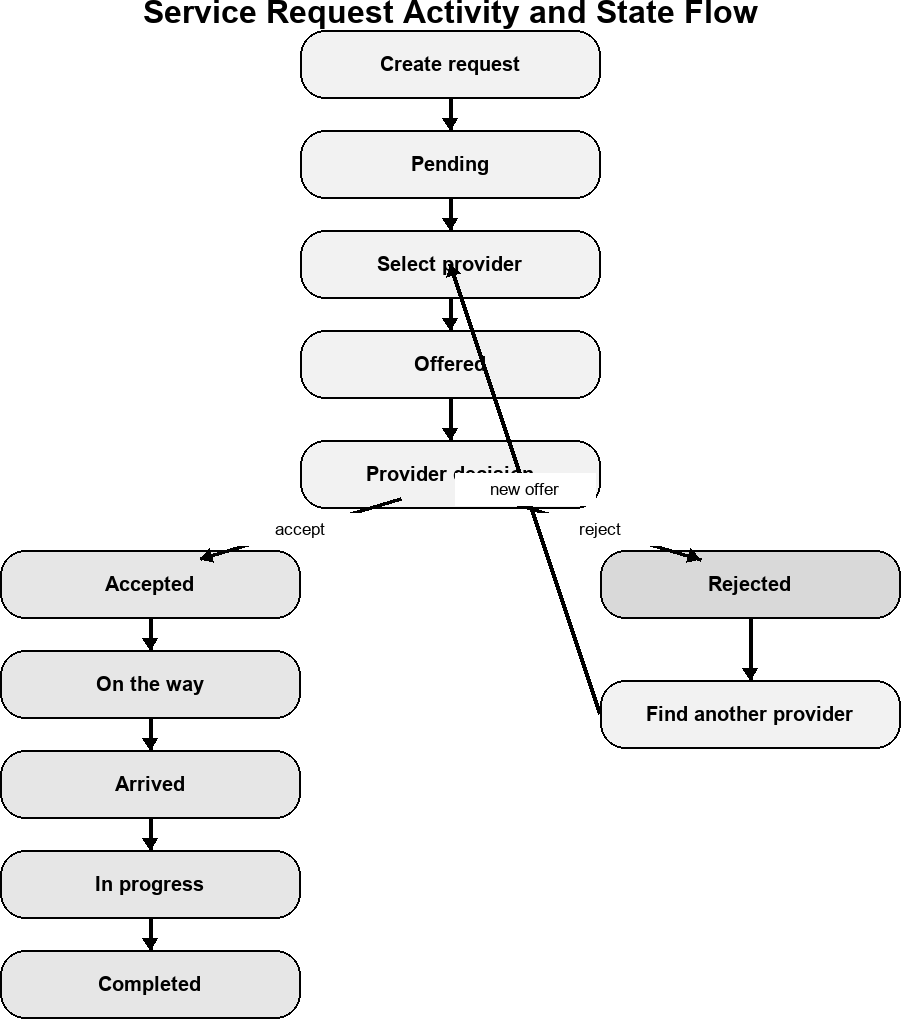 Service Request Activity and State Flow
Create request
Pending
Select provider
Offered
Provider decision
new offer
accept
reject
Accepted
Rejected
On the way
Find another provider
Arrived
In progress
Completed